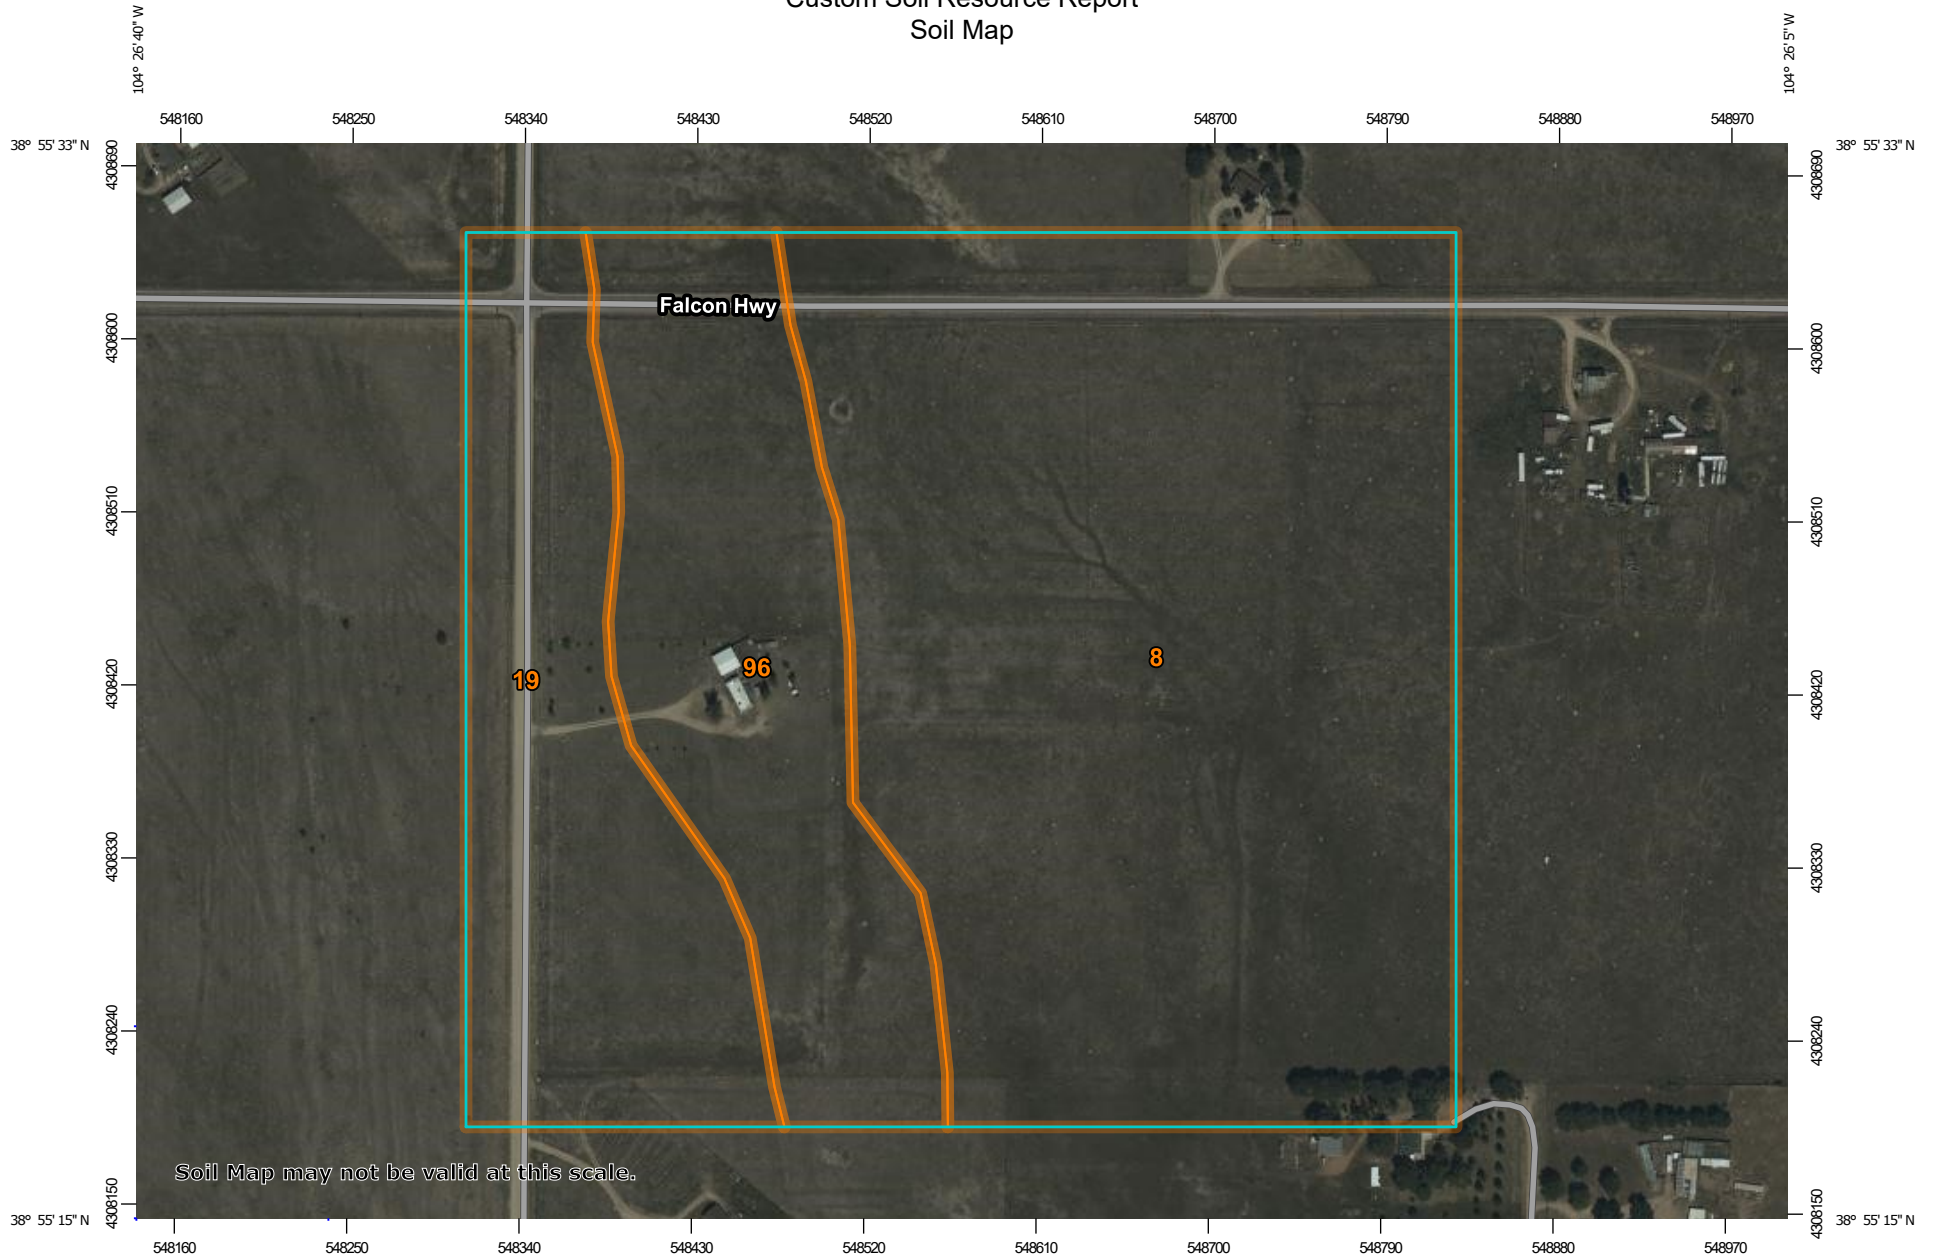 Custom Soil Resource Report
Soil Map
104° 26' 40" W
104° 26' 5" W
548160 548250 548340 548430 548520 548610 548700 548790 548880 548970
38° 55' 33" N
38° 55' 33" N
4308690
4308690
Falcon Hwy
4308600
4308600
4308510
4308510
19
96
8
4308420
4308420
4308330
4308330
4308240
4308240
Soil Map may not be valid at this scale.
4308150
4308150
38° 55' 15" N
38° 55' 15" N
548160 548250 548340 548430 548520 548610 548700 548790 548880 548970